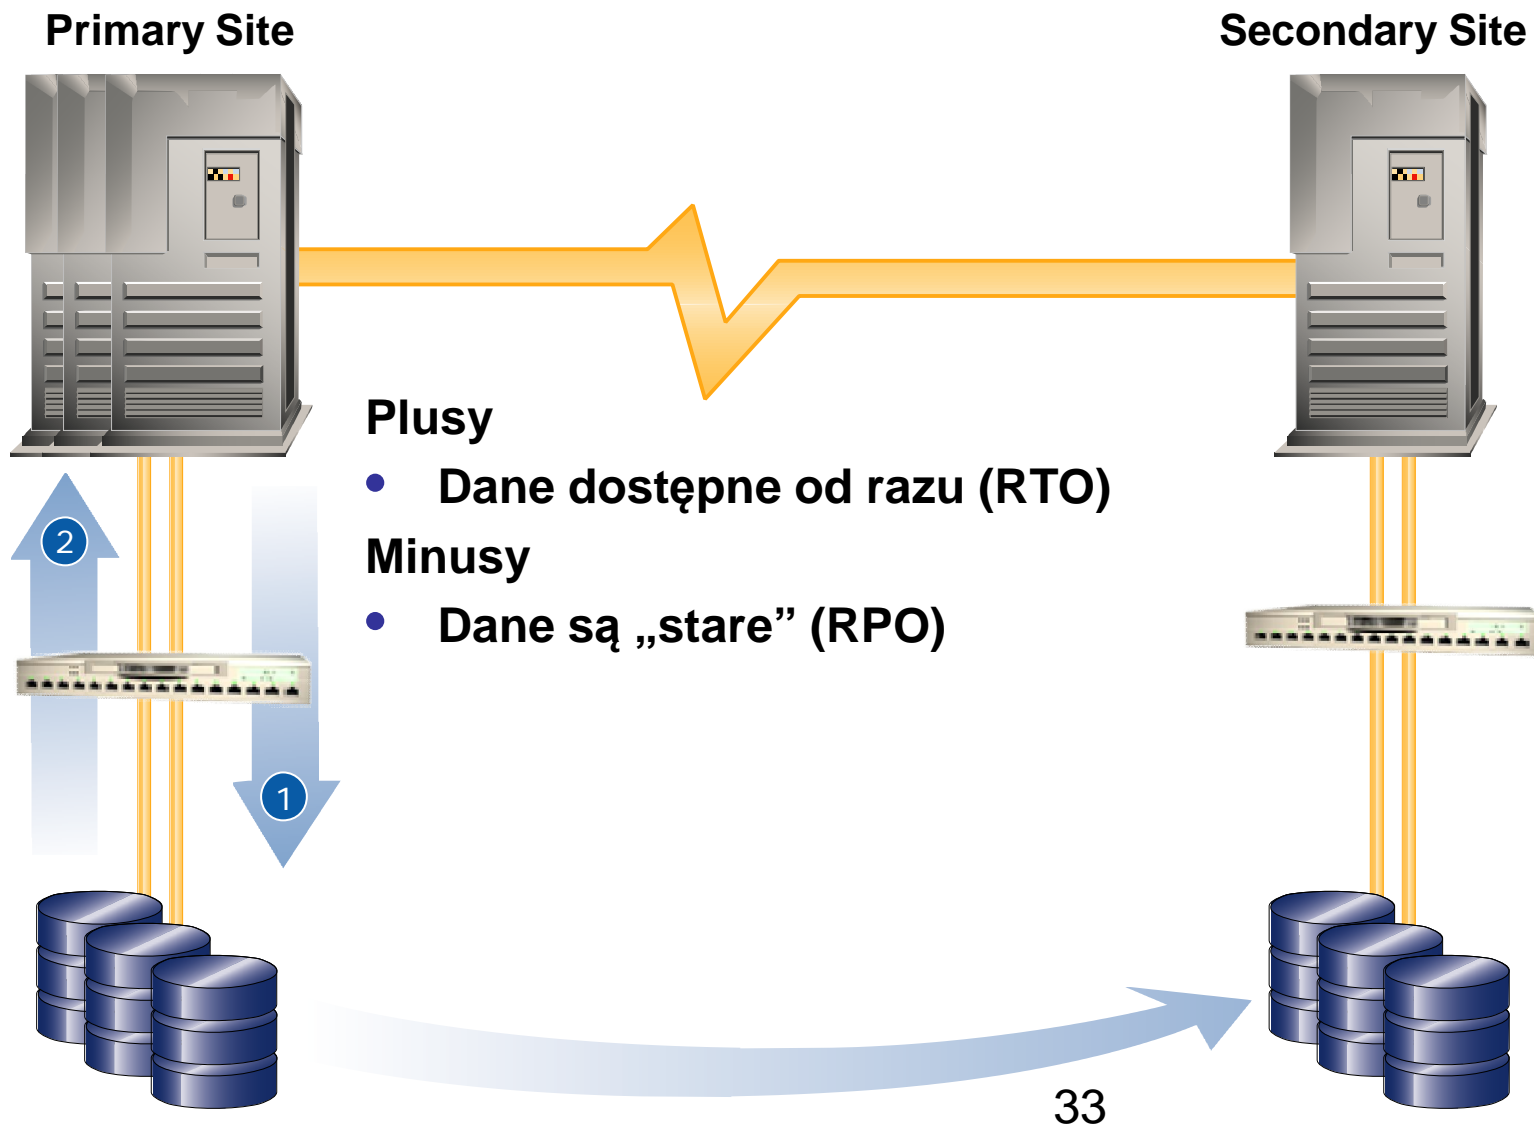 Primary Site
Secondary Site
Plusy
• Dane dostępne od razu (RTO)
Minusy
• Dane są „stare” (RPO)
2
1
33